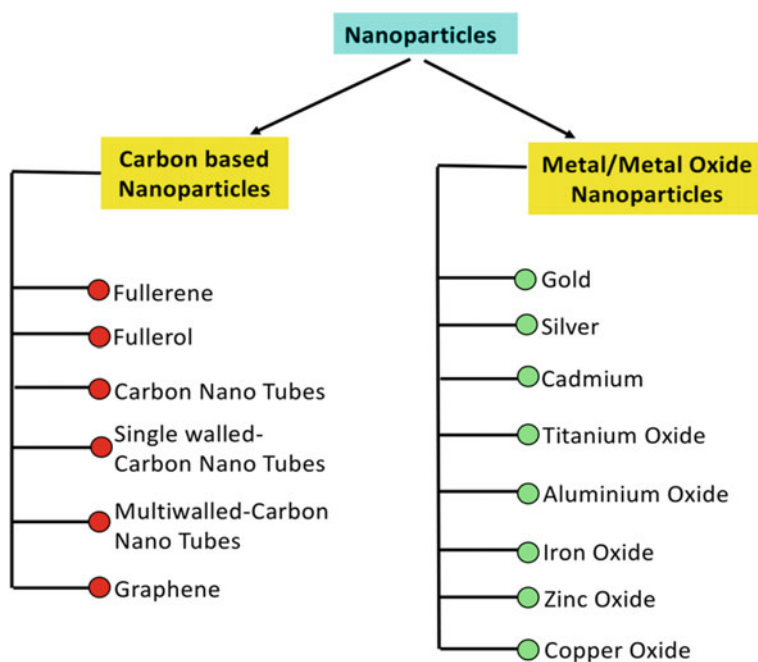 Nanoparticles
Carbon based
Nanoparticles
Fullerene
Fullerol
Carbon Nano Tubes
Single walled-
Carbon Nano Tubes
Multiwalled-Carbon
Nano Tubes
Graphene
Metal/Metal Oxide
Nanoparticles
Gold
Silver
Cadmium
Titanium Oxide
Aluminium Oxide
Iron Oxide
Zinc Oxide
Copper Oxide